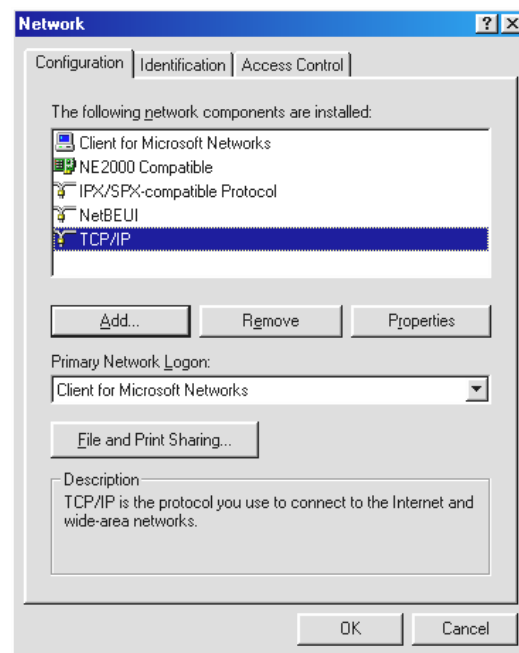 Network
Configuration Identification Access Control
The following network components are installed:
Client for Microsoft Networks
NE2000 Compatible
IPX/SPX-compatible Protocol
NetBEUI
TCP/IP
Add... Remove Properties
Primary Network Logon:
Client for Microsoft Networks
File and Print Sharing...
Description
TCP/IP is the protocol you use to connect to the Internet and
wide-area networks.
OK Cancel